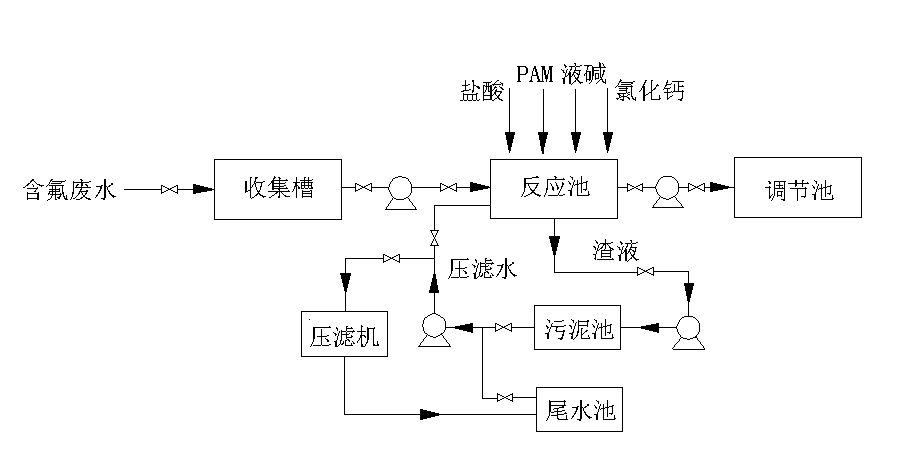 PAM 液碱
盐酸
氯化钙
含氟废水
收集槽
反应池
调节池
渣液
压滤水
压滤机
污泥池
尾水池